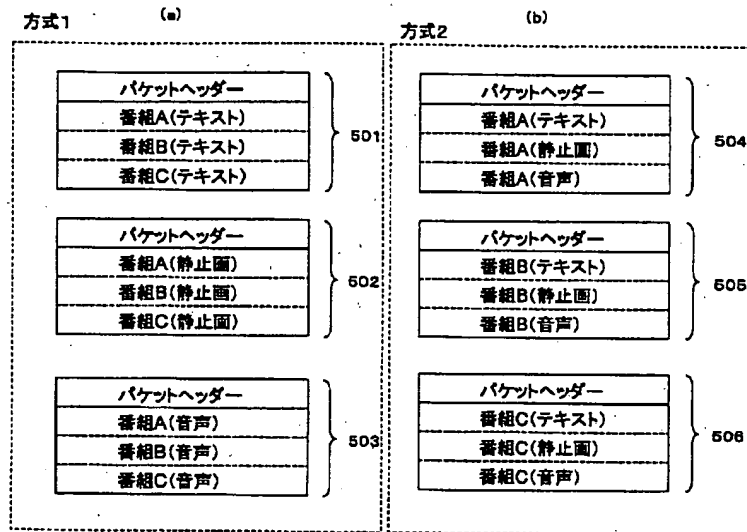 方式1
(a)
パケットヘッダー
番組A(テキスト)
番組B(テキスト)
番組C(テキスト)
501
パケットヘッダー
番組A(静止画)
番組B(静止画)
番組C(静止画)
502
パケットヘッダー
番組A(音声)
番組B(音声)
番組C(音声)
503
方式2
(b)
パケットヘッダー
番組A(テキスト)
番組A(静止画)
番組A(音声)
504
パケットヘッダー
番組B(テキスト)
番組B(静止画)
番組B(音声)
505
パケットヘッダー
番組C(テキスト)
番組C(静止画)
番組C(音声)
506